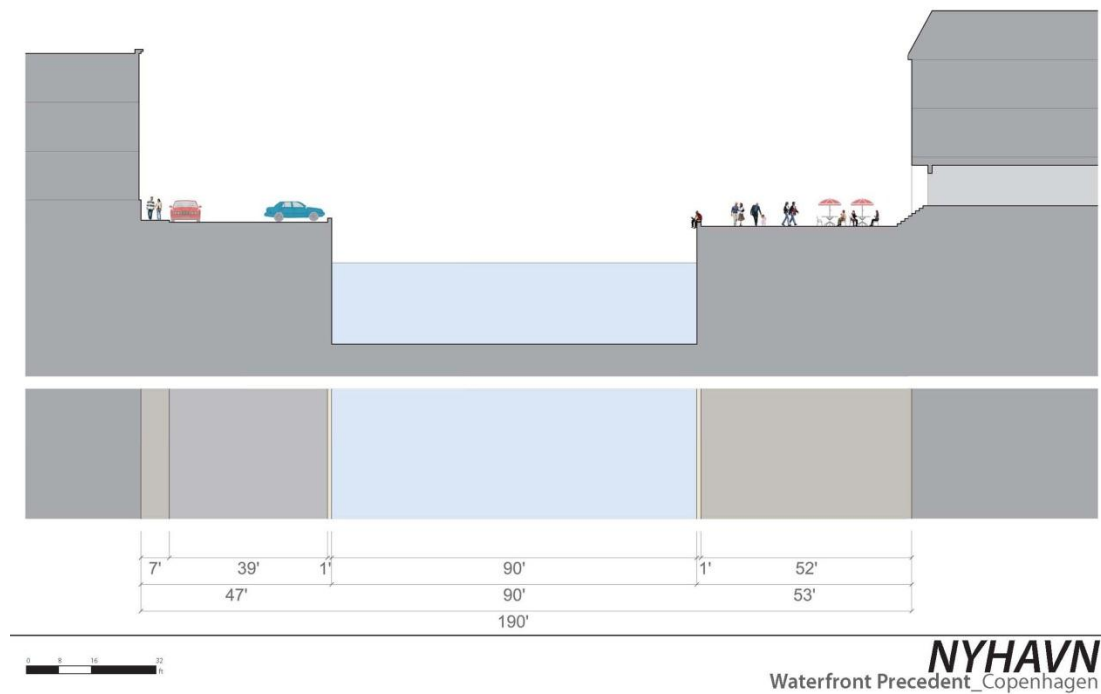 7' 39' 1' 90' 1' 52'
47' 90' 53'
190'
0 8 16 32
ft
NYHAVN
Waterfront Precedent_Copenhagen